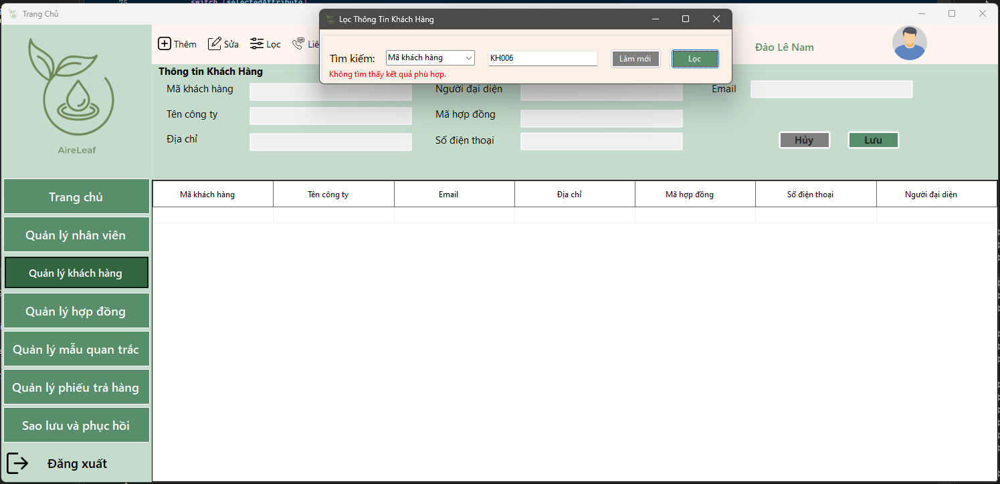 switch (selectedAttribute)
Trang Chủ
Lọc Thông Tin Khách Hàng
AireLeaf
Thêm
Sửa
Lọc
Liê
Tìm kiếm:
Mã khách hàng
KH006
Làm mới
Lọc
Không tìm thấy kết quả phù hợp.
Đào Lê Nam
Thông tin Khách Hàng
Mã khách hàng
Người đại diện
Email
Tên công ty
Mã hợp đồng
Địa chỉ
Số điện thoại
Hủy
Lưu
Trang chủ
Quản lý nhân viên
Quản lý khách hàng
Quản lý hợp đồng
Quản lý mẫu quan trắc
Quản lý phiếu trả hàng
Sao lưu và phục hồi
Đăng xuất
Mã khách hàng Tên công ty Email Địa chỉ Mã hợp đồng Số điện thoại Người đại diện